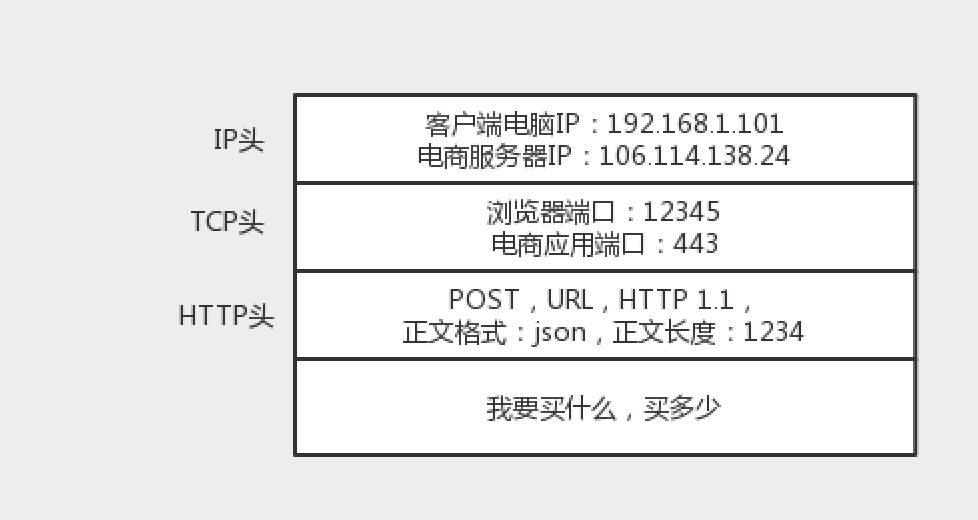 IP头
客户端电脑IP：192.168.1.101
电商服务器IP：106.114.138.24
TCP头
浏览器端口：12345
电商应用端口：443
HTTP头
POST，URL，HTTP 1.1，
正文格式：json，正文长度：1234
我要买什么，买多少